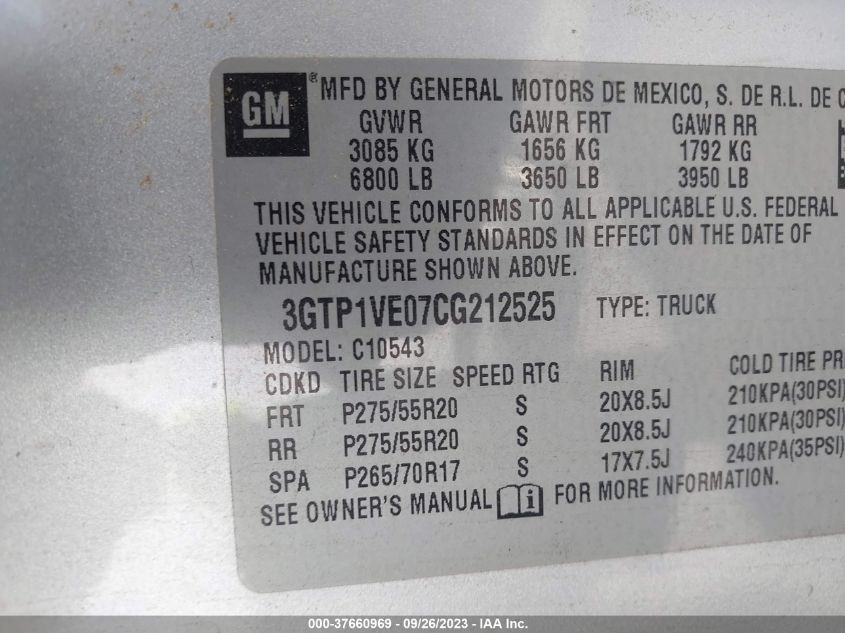 GM ® MFD BY GENERAL MOTORS DE MEXICO, S. DE R.L. DE
GVWR GAWR FRT GAWR RR
3085 KG 1656 KG 1792 KG
6800 LB 3650 LB 3950 LB
THIS VEHICLE CONFORMS TO ALL APPLICABLE U.S. FEDERAL
VEHICLE SAFETY STANDARDS IN EFFECT ON THE DATE OF
MANUFACTURE SHOWN ABOVE.
3GTP1VE07CG212525 TYPE: TRUCK
MODEL: C10543
CDKD TIRE SIZE SPEED RTG RIM COLD TIRE
FRT P275/55R20 S 20X8.5J 210KPA(30PSI)
RR P275/55R20 S 20X8.5J 210KPA(30PSI)
SPA P265/70R17 S 17X7.5J 240KPA(35PSI)
SEE OWNER'S MANUAL i FOR MORE INFORMATION.
000-37660969 - 09/26/2023 - IAA Inc.